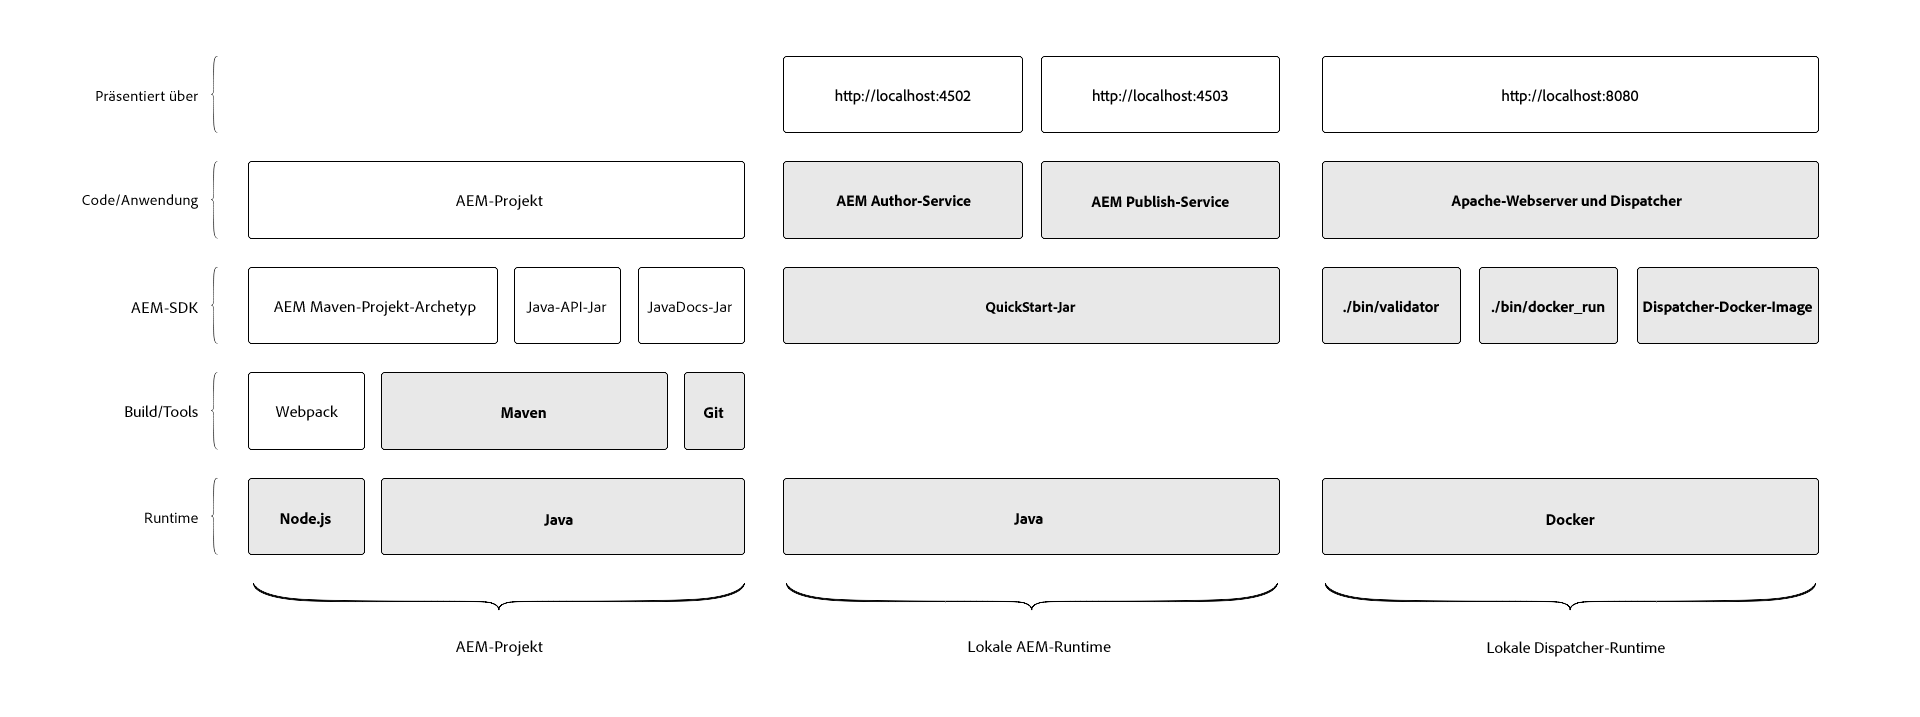 Präsentiert über
http://localhost:4502
http://localhost:4503
http://localhost:8080
Code/Anwendung
AEM-Projekt
AEM Author-Service
AEM Publish-Service
Apache-Webserver und Dispatcher
AEM-SDK
AEM Maven-Projekt-Archetyp
Java-API-Jar
JavaDocs-Jar
QuickStart-Jar
./bin/validator
./bin/docker_run
Dispatcher-Docker-Image
Build/Tools
Webpack
Maven
Git
Runtime
Node.js
Java
Java
Docker
AEM-Projekt
Lokale AEM-Runtime
Lokale Dispatcher-Runtime